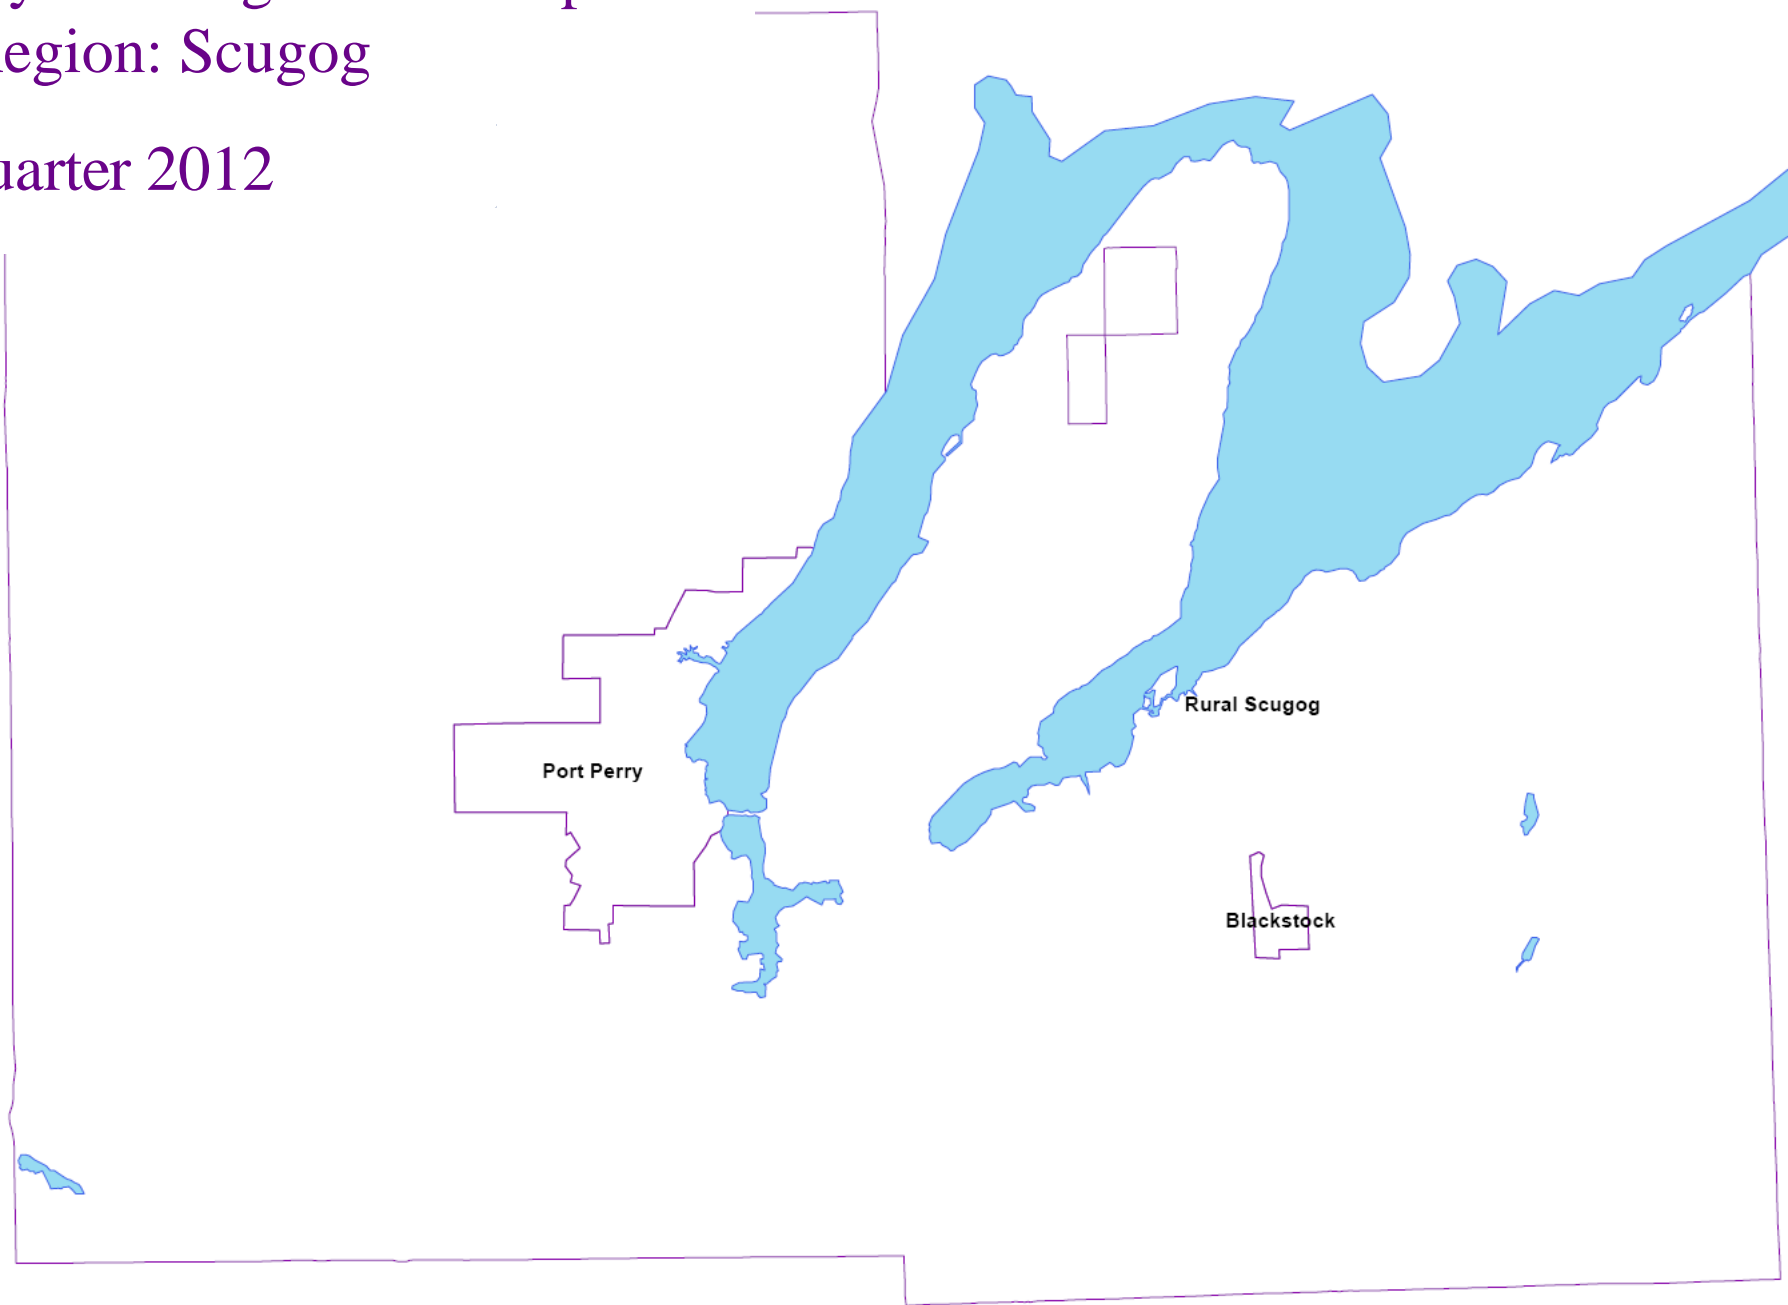 egion: Scugog
uarter 2012
Port Perry
Rural Scugog
Blackstock